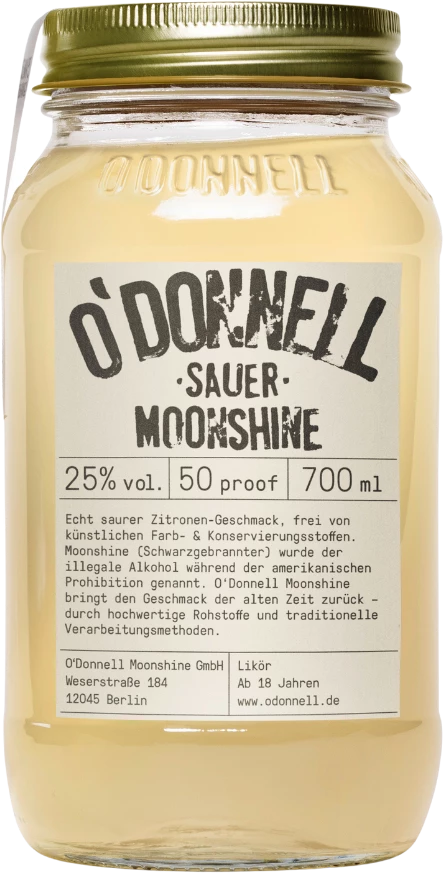 O'DONNELL
O'DONNELL
·SAUER·
MOONSHINE
25% vol. 50 proof 700 ml
Echt saurer Zitronen-Geschmack, frei von
künstlichen Farb- & Konservierungsstoffen.
Moonshine (Schwarzgebrannter) wurde der
illegale Alkohol während der amerikanischen
Prohibition genannt. O'Donnell Moonshine
bringt den Geschmack der alten Zeit zurück –
durch hochwertige Rohstoffe und traditionelle
Verarbeitungsmethoden.
O'Donnell Moonshine GmbH
Weserstraße 184
12045 Berlin
Likör
Ab 18 Jahren
www.odonnell.de